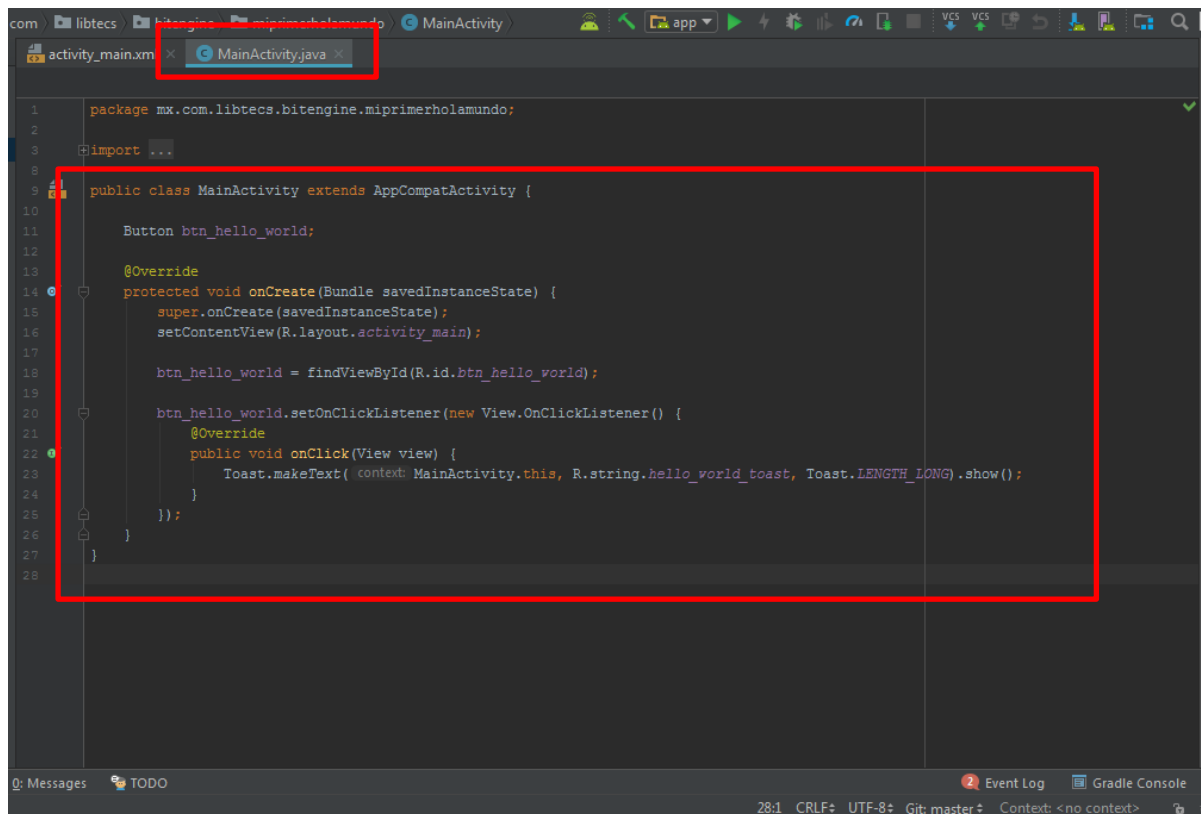 com libtecs bitengine miprimerholamundo MainActivity app VCS VCS
activity_main.xm MainActivity.java
1 package mx.com.libtecs.bitengine.miprimerholamundo;
2
3 import ...
8
9 public class MainActivity extends AppCompatActivity {
10
11 Button btn_hello_world;
12
13 @Override
14 protected void onCreate(Bundle savedInstanceState) {
15 super.onCreate(savedInstanceState);
16 setContentView(R.layout.activity_main);
17
18 btn_hello_world = findViewById(R.id.btn_hello_world);
19
20 btn_hello_world.setOnClickListener(new View.OnClickListener() {
21 @Override
22 public void onClick(View view) {
23 Toast.makeText( context: MainActivity.this, R.string.hello_world_toast, Toast.LENGTH_LONG).show();
24 }
25 });
26 }
27 }
28
0: Messages TODO 2 Event Log Gradle Console
28:1 CRLF UTF-8 Git: master Context: <no context>